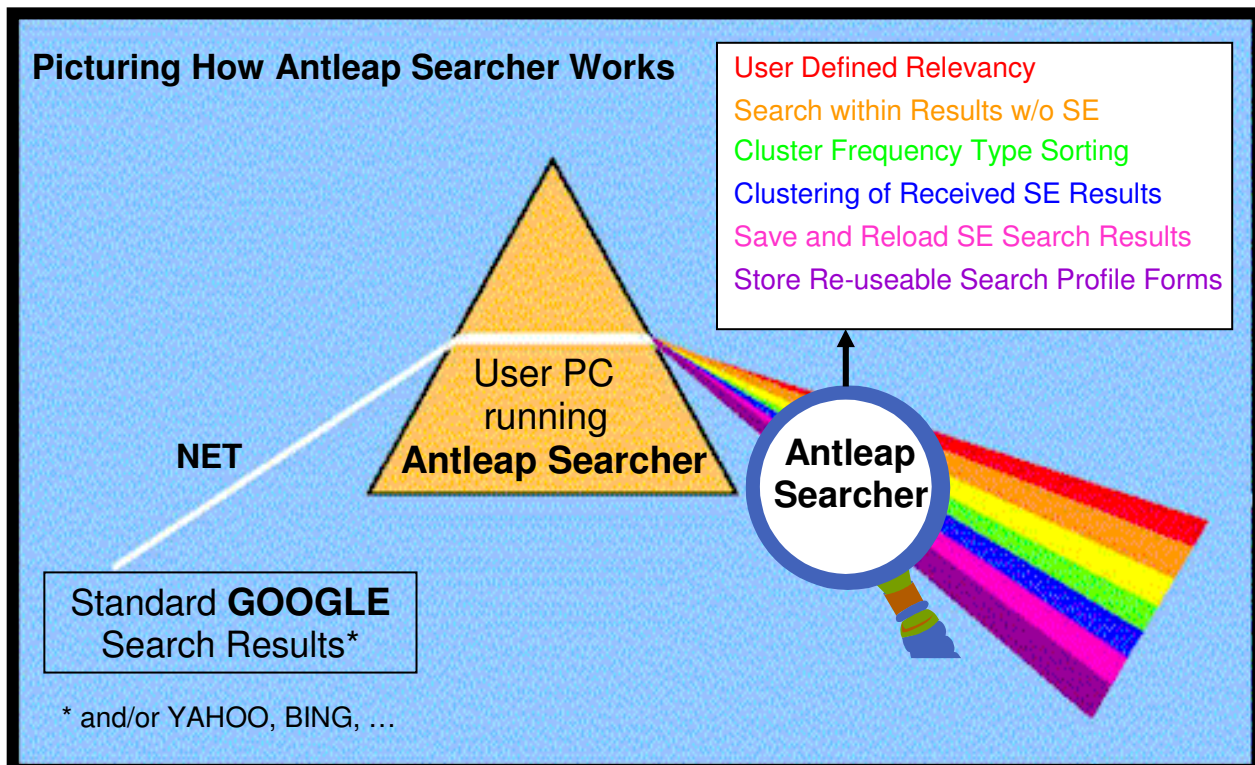 Picturing How Antleap Searcher Works
User Defined Relevancy
Search within Results w/o SE
Cluster Frequency Type Sorting
Clustering of Received SE Results
Save and Reload SE Search Results
Store Re-useable Search Profile Forms
User PC
running
Antleap Searcher
NET
Antleap
Searcher
Standard GOOGLE
Search Results*
* and/or YAHOO, BING, …